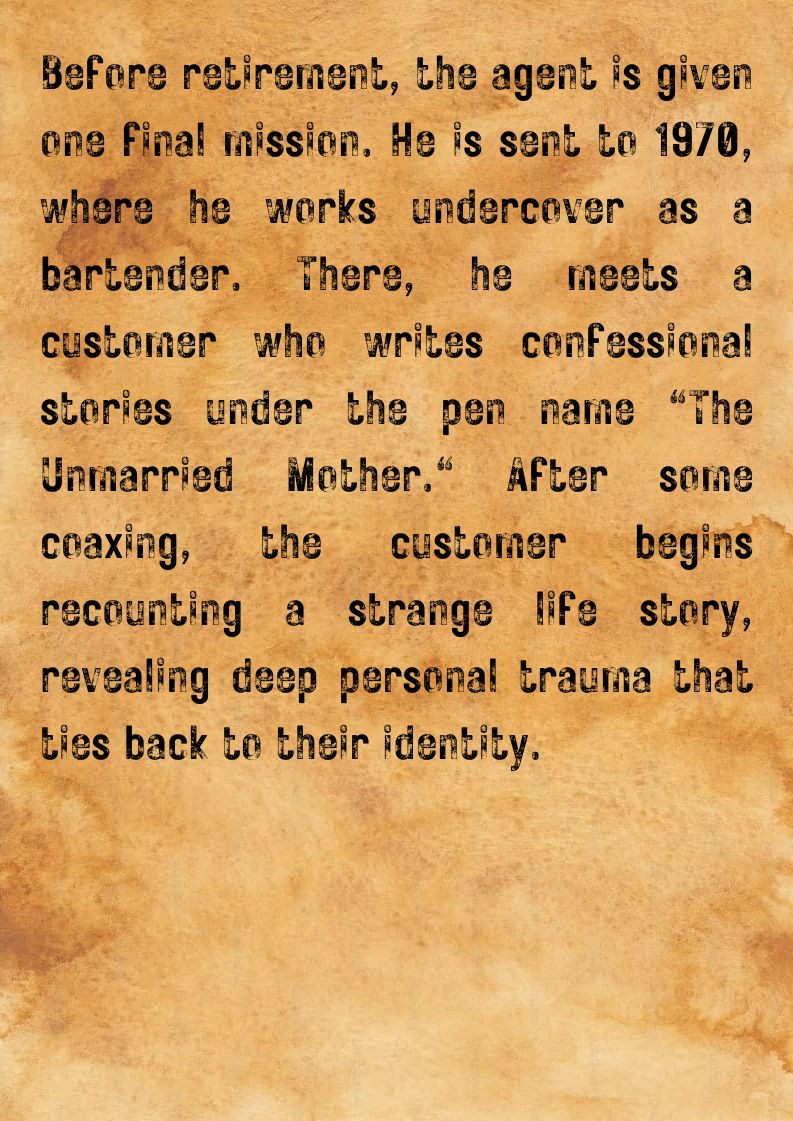 Before retirement, the agent is given
one final mission. He is sent to 1970,
where he works undercover as a
bartender. There, he meets a
customer who writes confessional
stories under the pen name “The
Unmarried Mother.“ After some
coaxing, the customer begins
recounting a strange life story,
revealing deep personal trauma that
ties back to their identity.